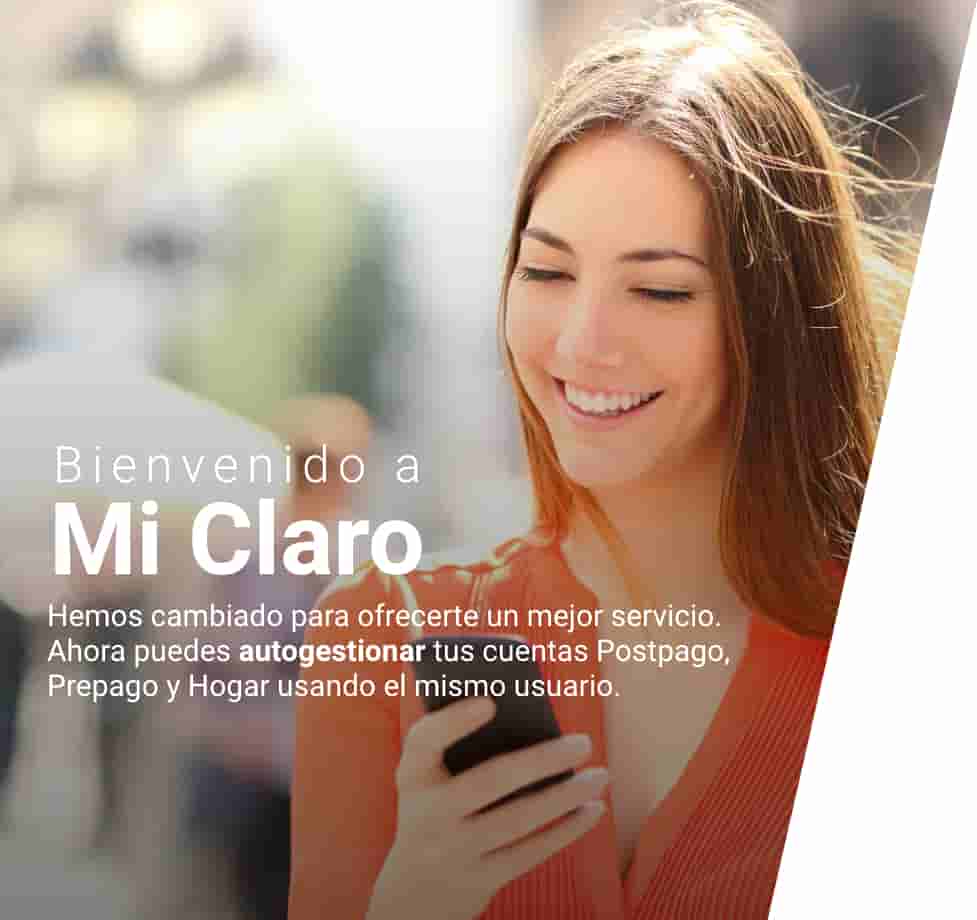 Bienvenido a
Mi Claro
Hemos cambiado para ofrecerte un mejor servicio.
Ahora puedes autogestionar tus cuentas Postpago,
Prepago y Hogar usando el mismo usuario.